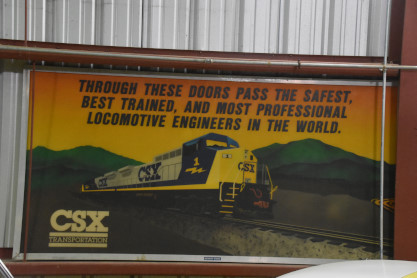 THROUGH THESE DOORS PASS THE SAFEST,
BEST TRAINED, AND MOST PROFESSIONAL
LOCOMOTIVE ENGINEERS IN THE WORLD.
1
CSX
CSX
TRANSPORTATION